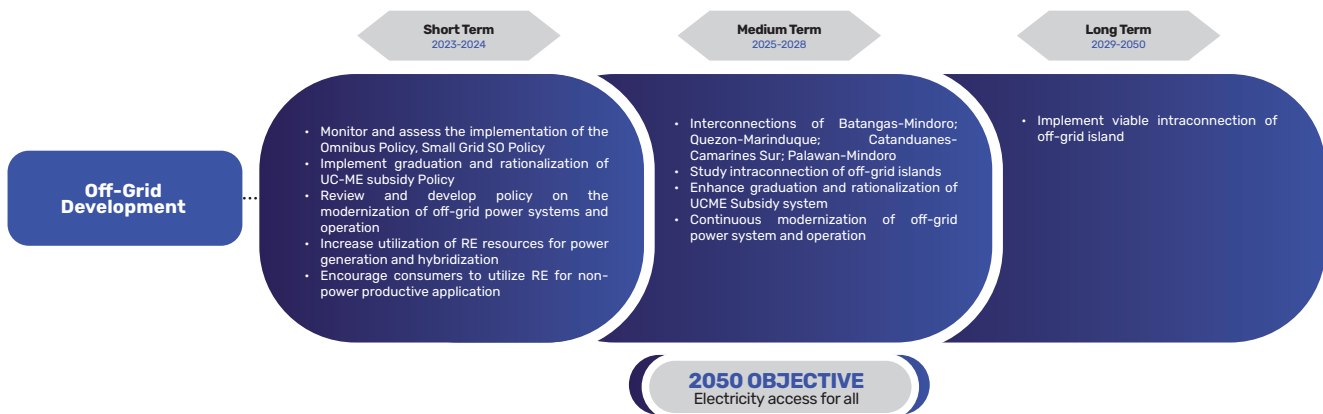 Short Term
2023-2024
Medium Term
2025-2028
Long Term
2029-2050
Off-Grid
Development
• Monitor and assess the implementation of the
Omnibus Policy, Small Grid SO Policy
• Implement graduation and rationalization of
UC-ME subsidy Policy
• Review and develop policy on the
modernization of off-grid power systems and
operation
• Increase utilization of RE resources for power
generation and hybridization
• Encourage consumers to utilize RE for non-
power productive application
• Interconnections of Batangas-Mindoro;
Quezon-Marinduque; Catanduanes-
Camarines Sur; Palawan-Mindoro
• Study intraconnection of off-grid islands
• Enhance graduation and rationalization of
UCME Subsidy system
• Continuous modernization of off-grid
power system and operation
• Implement viable intraconnection of
off-grid island
2050 OBJECTIVE
Electricity access for all